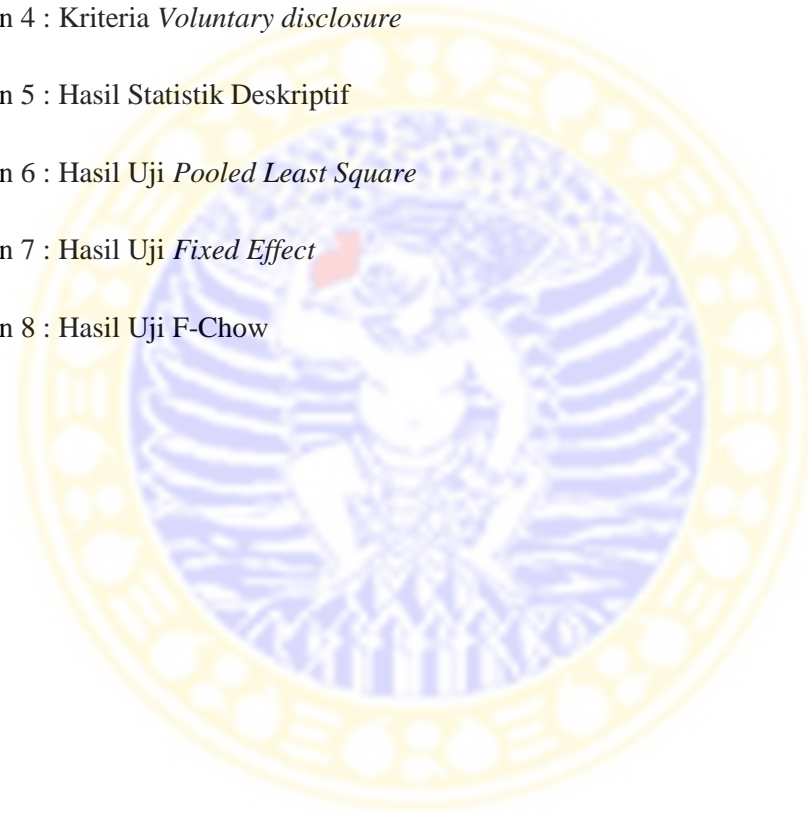 n 4 : Kriteria Voluntary disclosure
n 5 : Hasil Statistik Deskriptif
n 6 : Hasil Uji Pooled Least Square
n 7 : Hasil Uji Fixed Effect
n 8 : Hasil Uji F-Chow